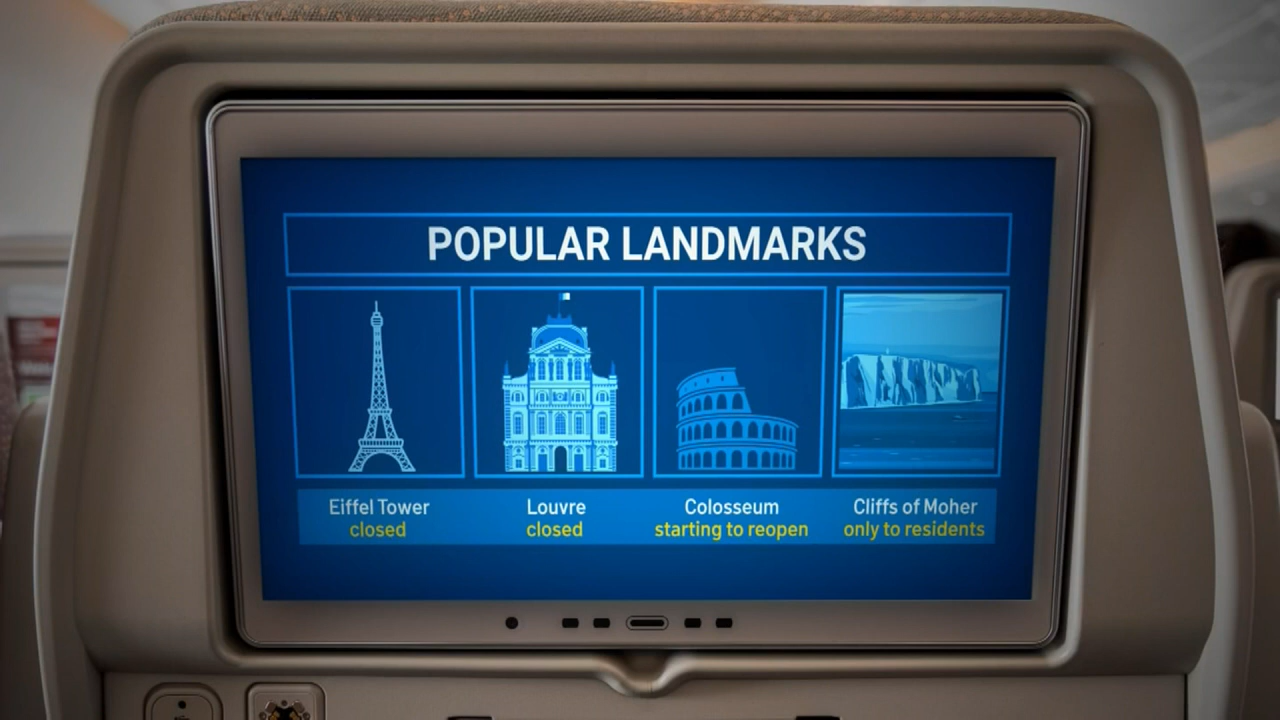 POPULAR LANDMARKS
Eiffel Tower
closed
Louvre
closed
Colosseum
starting to reopen
Cliffs of Moher
only to residents